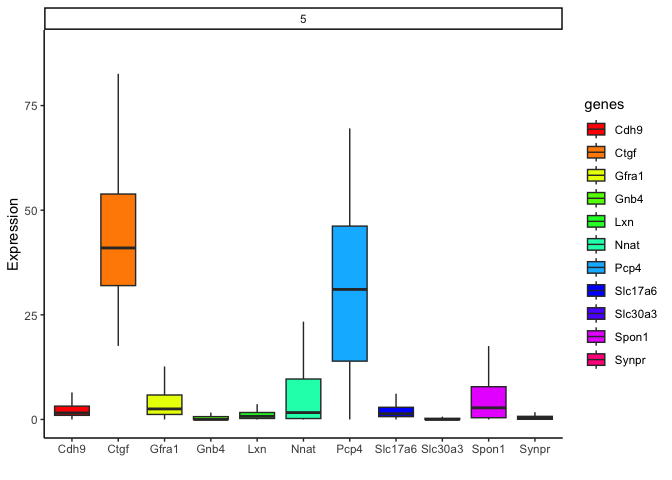 5
Expression
75
50
25
0
Cdh9 Ctgf Gfra1 Gnb4 Lxn Nnat Pcp4 Slc17a6 Slc30a3 Spon1 Synpr
genes
Cdh9
Ctgf
Gfra1
Gnb4
Lxn
Nnat
Pcp4
Slc17a6
Slc30a3
Spon1
Synpr